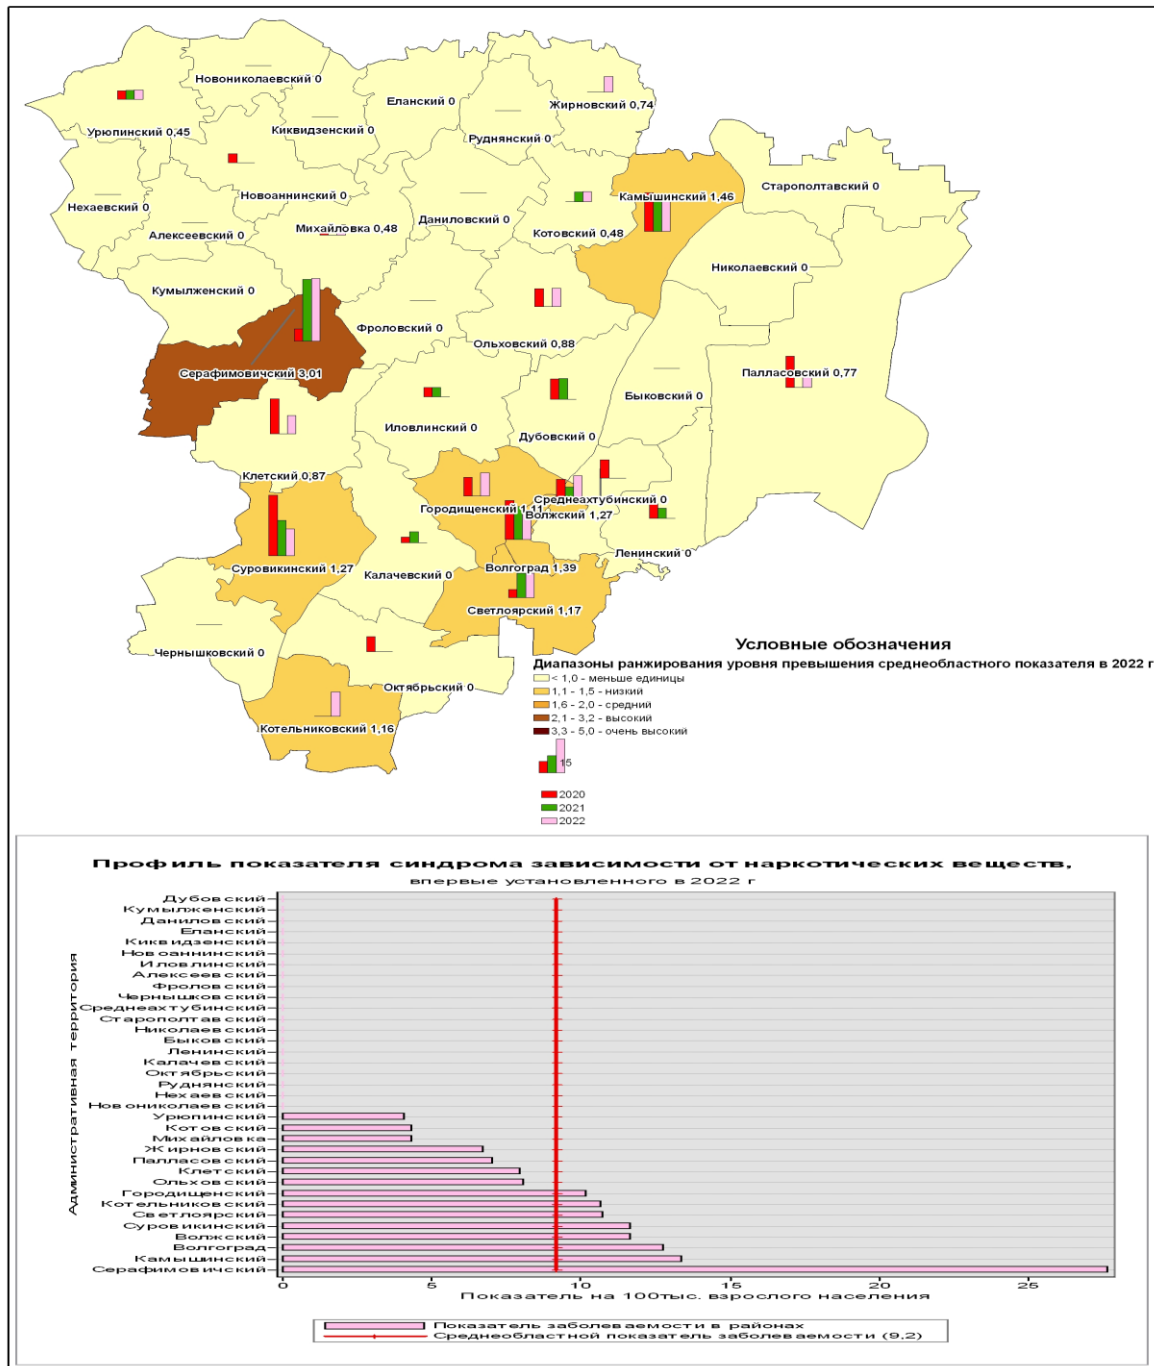 Новониколаевский 0
Еланский 0
Жирновский 0,74
Урюпинский 0,45
Киквидзенский 0
Руднянский 0
Старополтавский 0
Камышинский 1,46
Нехаевский 0
Новоаннинский 0
Михайловка 0,48
Даниловский 0
Котовский 0,48
Алексеевский 0
Николаевский 0
Кумылженский 0
Фроловский 0
Ольховский 0,88
Серафимовичский 3,01
Палласовский 0,77
Быковский 0
Иловлинский 0
Дубовский 0
Клетский 0,87
Среднеахтубинский 0
Городищенский 1,11
Волжский 1,27
Ленинский 0
Суровикинский 1,27
Калачевский 0
Волгоград 1,39
Светлоярский 1,17
Чернышковский 0
Октябрьский 0
Котельниковский 1,16
Условные обозначения
Диапазоны ранжирования уровня превышения среднеобластного показателя в 2022 г
< 1,0 - меньше единицы
1,1 - 1,5 - низкий
1,6 - 2,0 - средний
2,1 - 3,2 - высокий
3,3 - 5,0 - очень высокий
15
2020
2021
2022
Профиль показателя синдрома зависимости от наркотических веществ,
впервые установленного в 2022 г
Административная территория
Дубовский
Кумылженский
Даниловский
Еланский
Киквидзенский
Новоаннинский
Иловлинский
Алексеевский
Фроловский
Чернышковский
Среднеахтубинский
Старополтавский
Николаевский
Быковский
Ленинский
Калачевский
Октябрьский
Руднянский
Нехаевский
Новониколаевский
Урюпинский
Котовский
Михайловка
Жирновский
Палласовский
Клетский
Ольховский
Городищенский
Котельниковский
Светлоярский
Суровикинский
Волжский
Волгоград
Камышинский
Серафимовичский
0 5 10 15 20 25
Показатель на 100тыс. взрослого населения
Показатель заболеваемости в районах
Среднеобластной показатель заболеваемости (9,2)